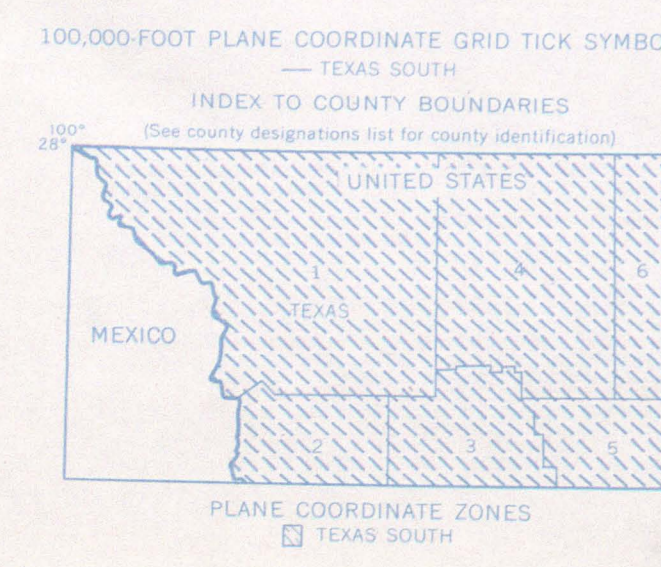 100,000-FOOT PLANE COORDINATE GRID TICK SYMBO
TEXAS SOUTH
INDEX TO COUNTY BOUNDARIES
(See county designations list for county identification)
100°
28°
UNITED STATES
1
4
6
TEXAS
MEXICO
2
3
5
PLANE COORDINATE ZONES
TEXAS SOUTH